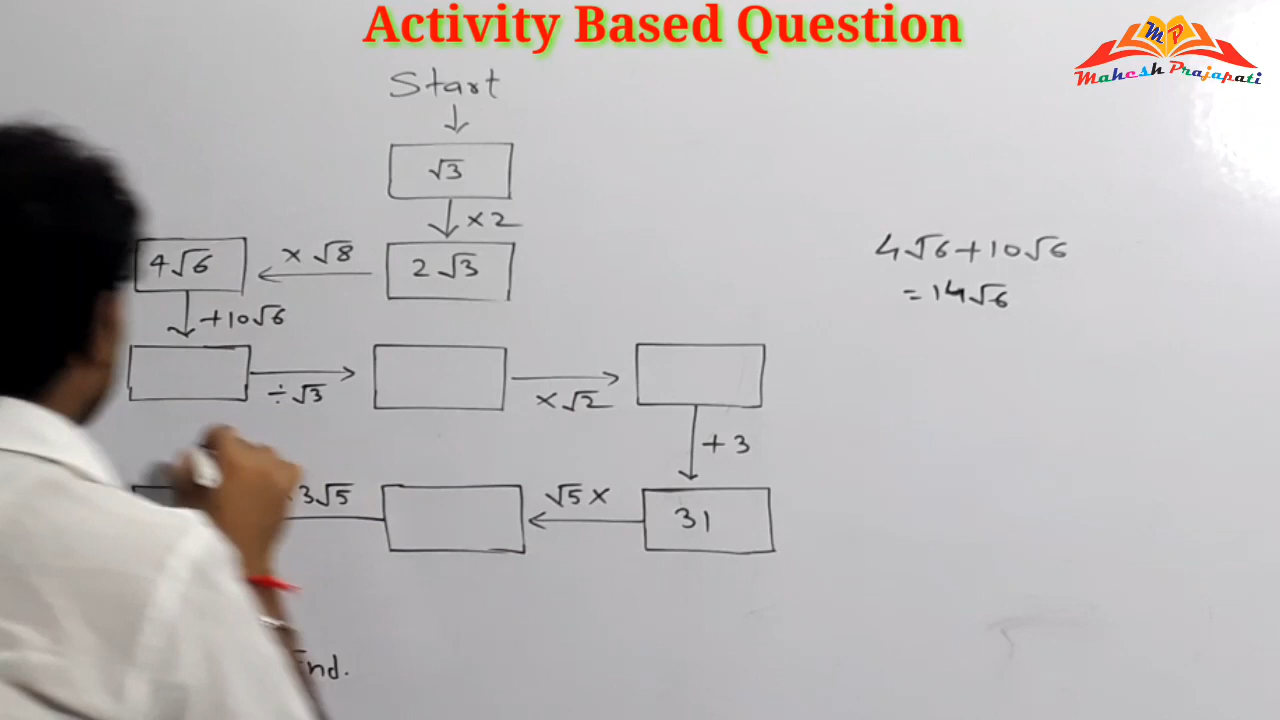 Activity Based Question
MP
Mahesh Prajapati
Start
√3
×2
4√6
× √8
2√3
4√6+10√6
= 14√6
+10√6
÷√3
×√2
+3
3√5
√5 ×
31
End.